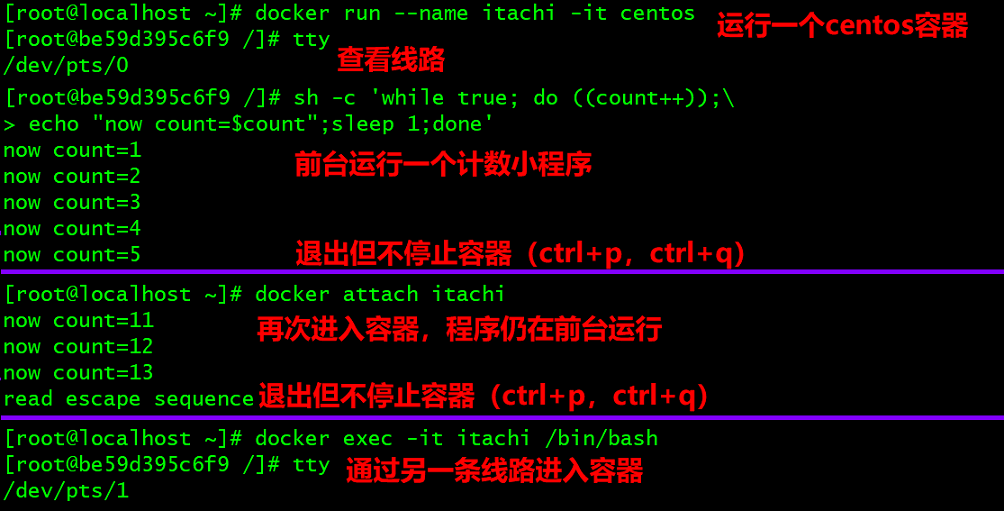 [root@localhost ~]# docker run --name itachi -it centos
运行一个centos容器
[root@be59d395c6f9 /]# tty
查看线路
/dev/pts/0
[root@be59d395c6f9 /]# sh -c 'while true; do ((count++));\
> echo "now count=$count";sleep 1;done'
now count=1
前台运行一个计数小程序
now count=2
now count=3
now count=4
now count=5
退出但不停止容器（ctrl+p，ctrl+q）
[root@localhost ~]# docker attach itachi
now count=11
再次进入容器，程序仍在前台运行
now count=12
now count=13
read escape sequence
退出但不停止容器（ctrl+p，ctrl+q）
[root@localhost ~]# docker exec -it itachi /bin/bash
[root@be59d395c6f9 /]# tty
通过另一条线路进入容器
/dev/pts/1